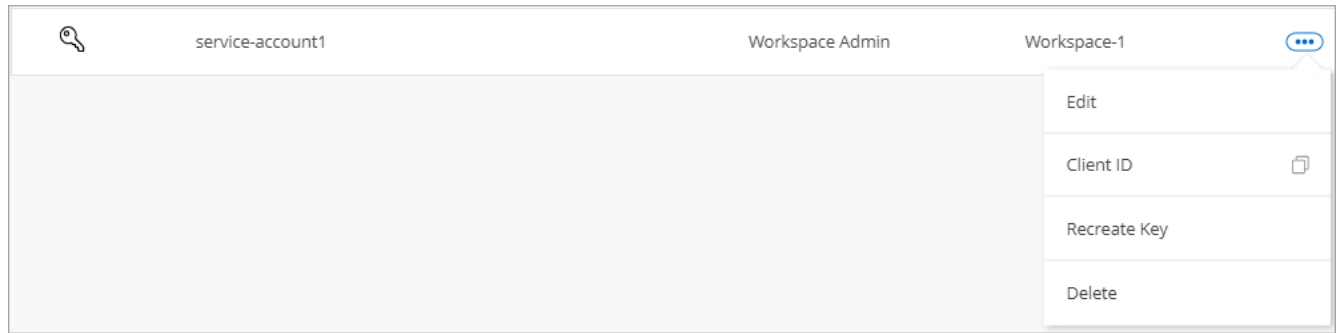 service-account1 Workspace Admin Workspace-1
Edit
Client ID
Recreate Key
Delete